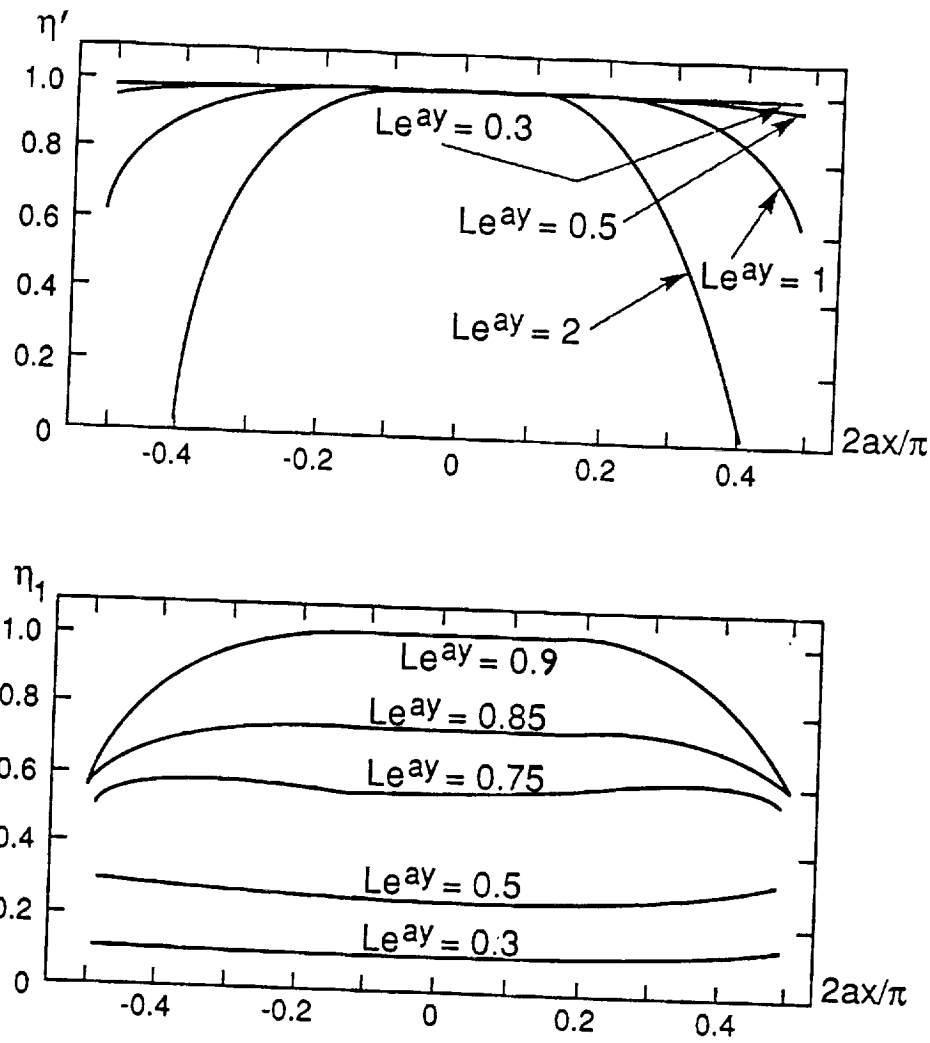 η'
1.0
0.8
0.6
0.4
0.2
0
Le^ay = 0.3
Le^ay = 0.5
Le^ay = 1
Le^ay = 2
-0.4 -0.2 0 0.2 0.4
2ax/π
η₁
1.0
0.8
0.6
0.4
0.2
0
Le^ay = 0.9
Le^ay = 0.85
Le^ay = 0.75
Le^ay = 0.5
Le^ay = 0.3
-0.4 -0.2 0 0.2 0.4
2ax/π